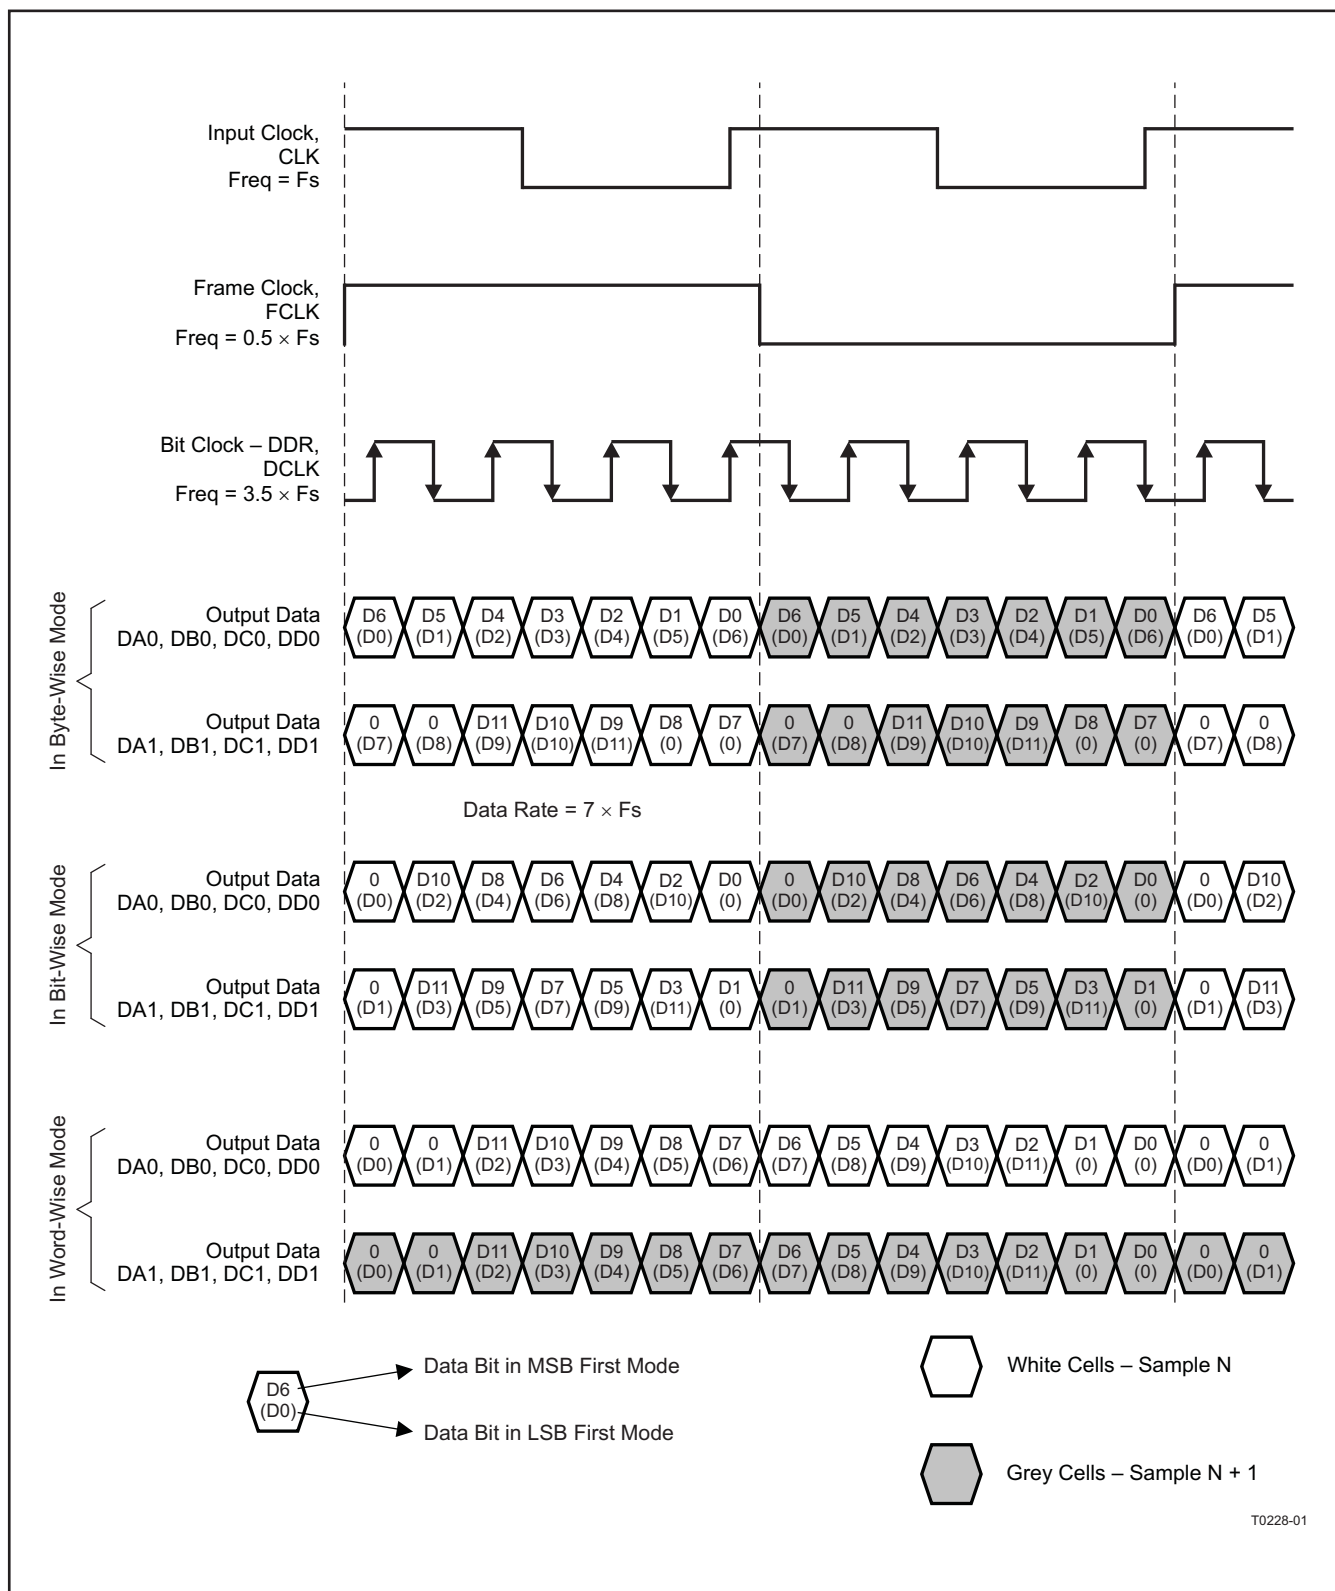 Input Clock,
CLK
Freq = Fs
Frame Clock,
FCLK
Freq = 0.5 × Fs
Bit Clock – DDR,
DCLK
Freq = 3.5 × Fs
In Byte-Wise Mode
Output Data
DA0, DB0, DC0, DD0
D6 D5 D4 D3 D2 D1 D0 D6 D5 D4 D3 D2 D1 D0 D6 D5
(D0) (D1) (D2) (D3) (D4) (D5) (D6) (D0) (D1) (D2) (D3) (D4) (D5) (D6) (D0) (D1)
Output Data
DA1, DB1, DC1, DD1
0 0 D11 D10 D9 D8 D7 0 0 D11 D10 D9 D8 D7 0 0
(D7) (D8) (D9) (D10) (D11) (0) (0) (D7) (D8) (D9) (D10) (D11) (0) (0) (D7) (D8)
Data Rate = 7 × Fs
In Bit-Wise Mode
Output Data
DA0, DB0, DC0, DD0
0 D10 D8 D6 D4 D2 D0 0 D10 D8 D6 D4 D2 D0 0 D10
(D0) (D2) (D4) (D6) (D8) (D10) (0) (D0) (D2) (D4) (D6) (D8) (D10) (0) (D0) (D2)
Output Data
DA1, DB1, DC1, DD1
0 D11 D9 D7 D5 D3 D1 0 D11 D9 D7 D5 D3 D1 0 D11
(D1) (D3) (D5) (D7) (D9) (D11) (0) (D1) (D3) (D5) (D7) (D9) (D11) (0) (D1) (D3)
In Word-Wise Mode
Output Data
DA0, DB0, DC0, DD0
0 0 D11 D10 D9 D8 D7 D6 D5 D4 D3 D2 D1 D0 0 0
(D0) (D1) (D2) (D3) (D4) (D5) (D6) (D7) (D8) (D9) (D10) (D11) (0) (0) (D0) (D1)
Output Data
DA1, DB1, DC1, DD1
0 0 D11 D10 D9 D8 D7 D6 D5 D4 D3 D2 D1 D0 0 0
(D0) (D1) (D2) (D3) (D4) (D5) (D6) (D7) (D8) (D9) (D10) (D11) (0) (0) (D0) (D1)
D6
(D0)
Data Bit in MSB First Mode
Data Bit in LSB First Mode
White Cells – Sample N
Grey Cells – Sample N + 1
T0228-01